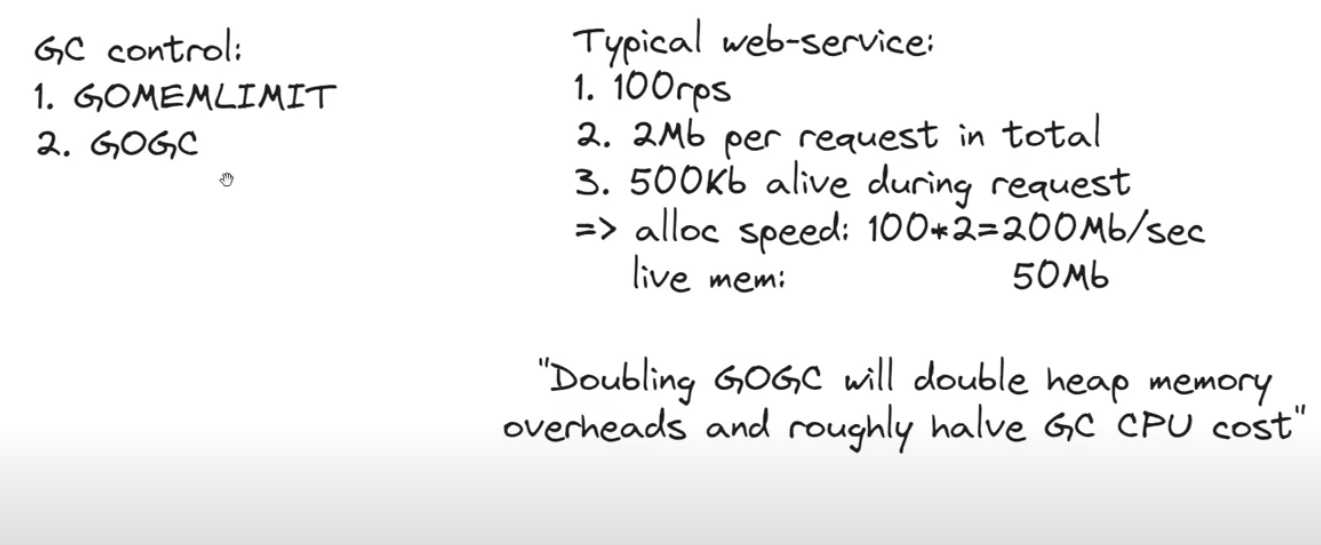 GC control:
1. GOMEMLIMIT
2. GOGC
Typical web-service:
1. 100rps
2. 2Mb per request in total
3. 500Kb alive during request
=> alloc speed: 100*2=200Mb/sec
live mem: 50Mb
"Doubling GOGC will double heap memory
overheads and roughly halve GC CPU cost"